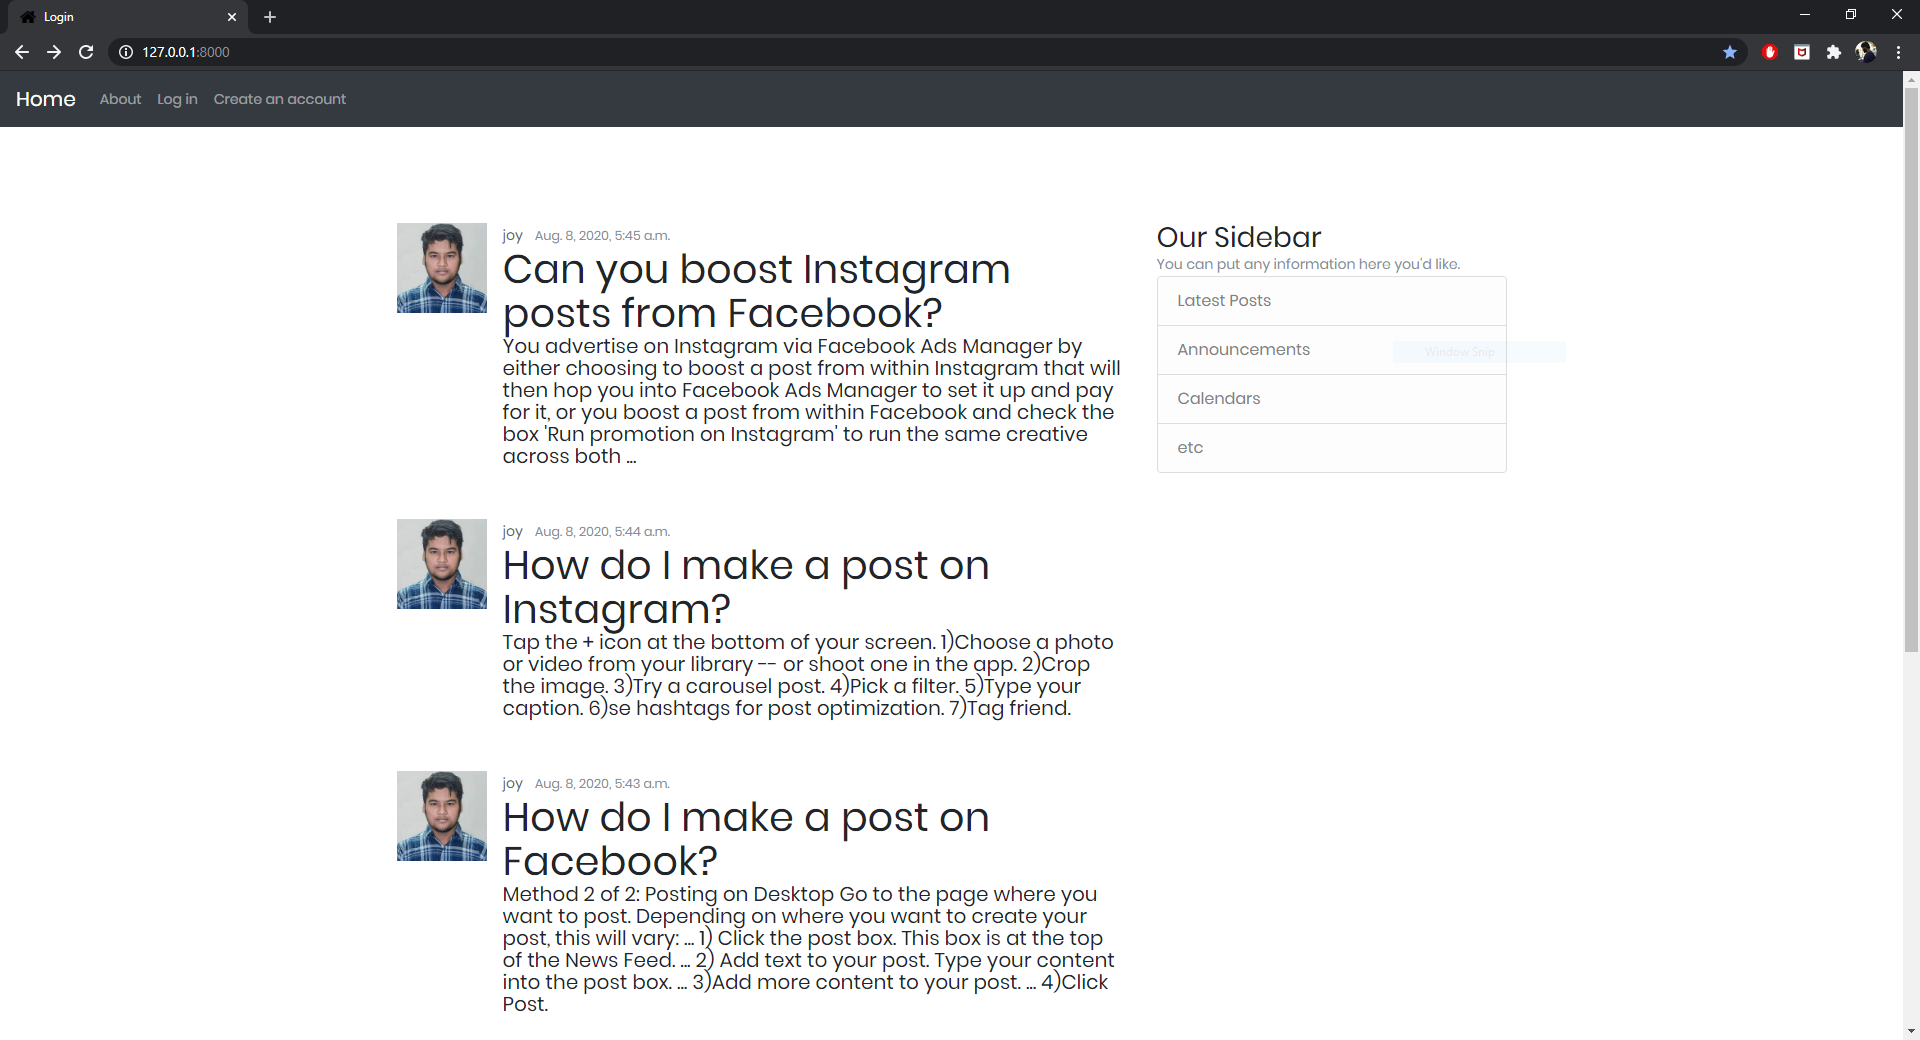 Login
127.0.0.1:8000
Home
About
Log in
Create an account
joy Aug. 8, 2020, 5:45 a.m.
Can you boost Instagram
posts from Facebook?
You advertise on Instagram via Facebook Ads Manager by
either choosing to boost a post from within Instagram that will
then hop you into Facebook Ads Manager to set it up and pay
for it, or you boost a post from within Facebook and check the
box 'Run promotion on Instagram' to run the same creative
across both ...
joy Aug. 8, 2020, 5:44 a.m.
How do I make a post on
Instagram?
Tap the + icon at the bottom of your screen. 1)Choose a photo
or video from your library -- or shoot one in the app. 2)Crop
the image. 3)Try a carousel post. 4)Pick a filter. 5)Type your
caption. 6)se hashtags for post optimization. 7)Tag friend.
joy Aug. 8, 2020, 5:43 a.m.
How do I make a post on
Facebook?
Method 2 of 2: Posting on Desktop Go to the page where you
want to post. Depending on where you want to create your
post, this will vary: ... 1) Click the post box. This box is at the top
of the News Feed. ... 2) Add text to your post. Type your content
into the post box. ... 3)Add more content to your post. ... 4)Click
Post.
Our Sidebar
You can put any information here you'd like.
Latest Posts
Announcements
Window Snip
Calendars
etc